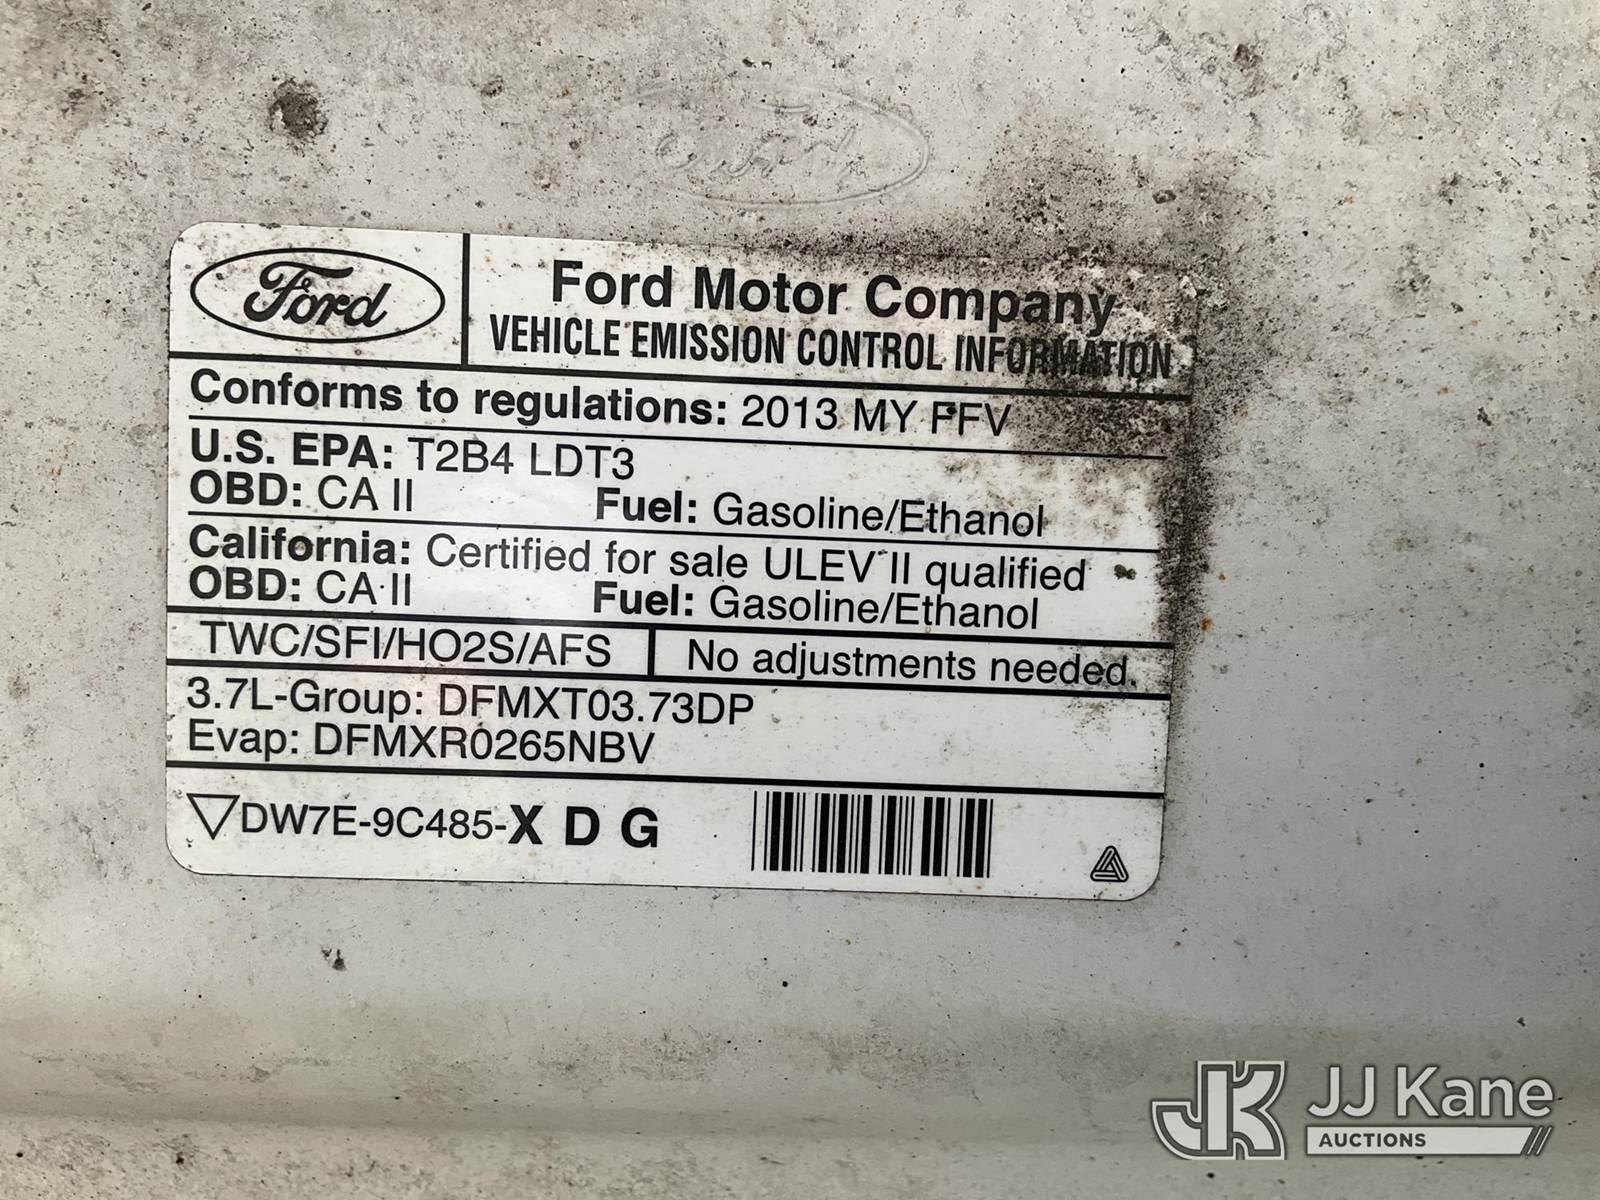 Ford
Ford Motor Company
VEHICLE EMISSION CONTROL INFORMATION
Conforms to regulations: 2013 MY FFV
U.S. EPA: T2B4 LDT3
OBD: CA II Fuel: Gasoline/Ethanol
California: Certified for sale ULEV II qualified
OBD: CA II Fuel: Gasoline/Ethanol
TWC/SFI/HO2S/AFS No adjustments needed.
3.7L-Group: DFMXT03.73DP
Evap: DFMXR0265NBV
DW7E-9C485-X D G
JJ Kane
AUCTIONS